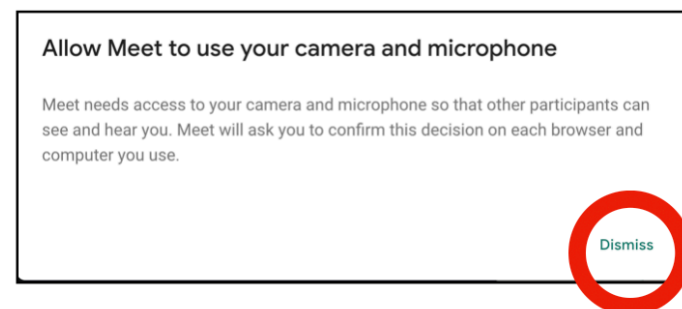 Allow Meet to use your camera and microphone
Meet needs access to your camera and microphone so that other participants can
see and hear you. Meet will ask you to confirm this decision on each browser and
computer you use.
Dismiss